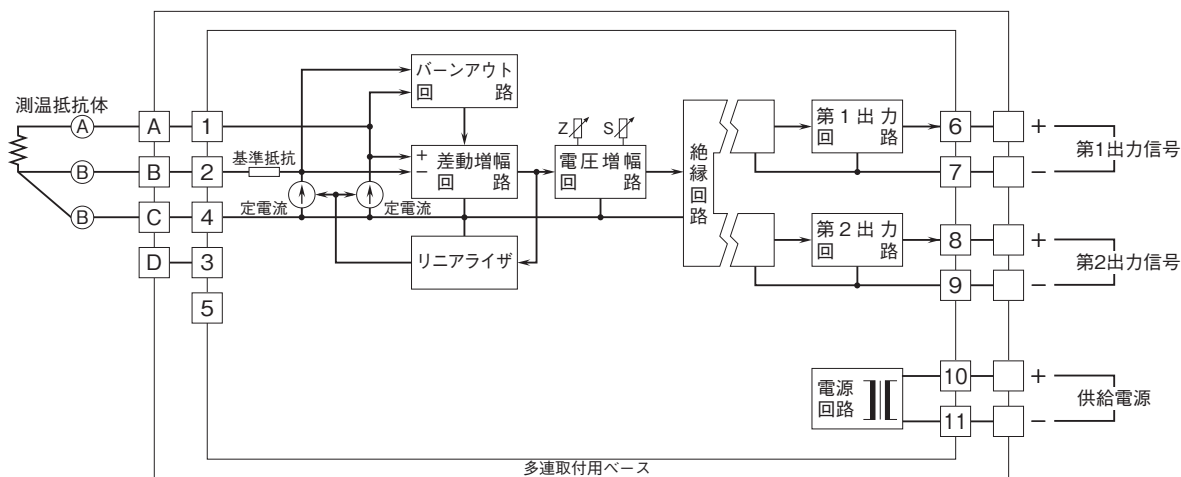 測温抵抗体
A
B
B
A
B
C
D
1
2
4
3
5
基準抵抗
定電流
定電流
バーンアウト
回路
+
−
差動増幅
回路
リニアライザ
Z
S
電圧増幅
回路
絶縁回路
第1出力
回路
第2出力
回路
電源
回路
6
7
8
9
10
11
+
第1出力信号
−
+
第2出力信号
−
+
供給電源
−
多連取付用ベース